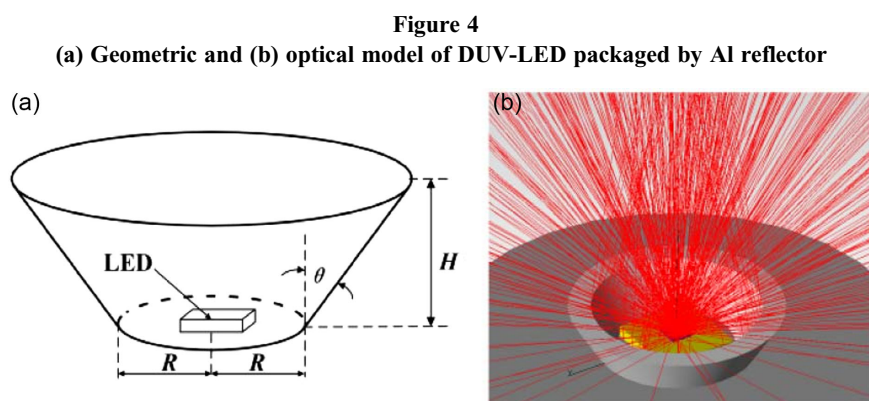 Figure 4
(a) Geometric and (b) optical model of DUV-LED packaged by Al reflector
(a)
(b)
LED
θ
H
R
R